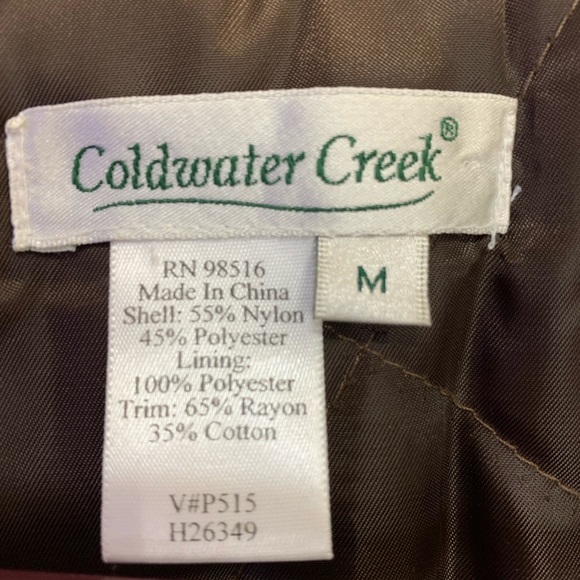 Coldwater Creek®
M
RN 98516
Made In China
Shell: 55% Nylon
45% Polyester
Lining:
100% Polyester
Trim: 65% Rayon
35% Cotton
V#P515
H26349